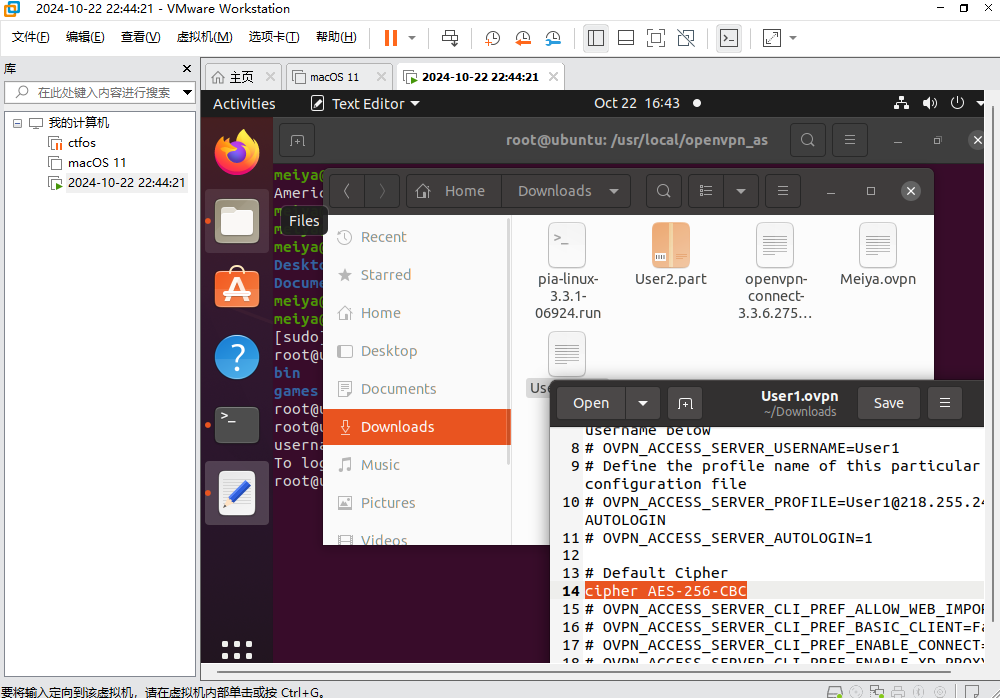 2024-10-22 22:44:21 - VMware Workstation
文件(F) 编辑(E) 查看(V) 虚拟机(M) 选项卡(T) 帮助(H)
库
在此处键入内容进行搜索
我的计算机
ctfos
macOS 11
2024-10-22 22:44:21
主页
macOS 11
2024-10-22 22:44:21
Activities
Text Editor
Oct 22 16:43
root@ubuntu: /usr/local/openvpn_as
meiya@
Americ
meiya@
Deskto
Docume
meiya@
meiya@
[sudo]
root@u
bin
games
root@u
root@u
userna
To log
root@u
Files
Home
Downloads
Recent
Starred
Home
Desktop
Documents
Downloads
Music
Pictures
Videos
pia-linux-
3.3.1-
06924.run
User2.part
openvpn-
connect-
3.3.6.275…
Meiya.ovpn
Use
Open
User1.ovpn
~/Downloads
Save
username below
8 # OVPN_ACCESS_SERVER_USERNAME=User1
9 # Define the profile name of this particular
configuration file
10 # OVPN_ACCESS_SERVER_PROFILE=User1@218.255.24
AUTOLOGIN
11 # OVPN_ACCESS_SERVER_AUTOLOGIN=1
12
13 # Default Cipher
14 cipher AES-256-CBC
15 # OVPN_ACCESS_SERVER_CLI_PREF_ALLOW_WEB_IMPO
16 # OVPN_ACCESS_SERVER_CLI_PREF_BASIC_CLIENT=Fa
17 # OVPN_ACCESS_SERVER_CLI_PREF_ENABLE_CONNECT=
18 # OVPN_ACCESS_SERVER_CLI_PREF_ENABLE_XD_PROXY
要将输入定向到该虚拟机，请在虚拟机内部单击或按 Ctrl+G。